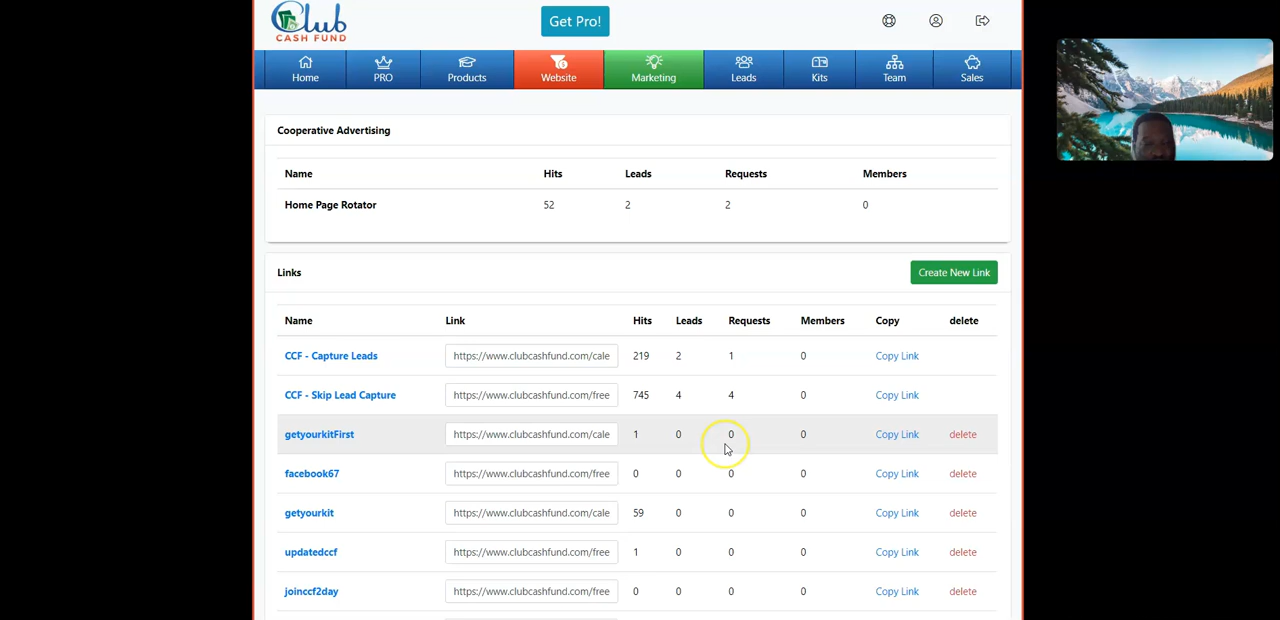 Club
CASH FUND
Get Pro!
Home
PRO
Products
Website
Marketing
Leads
Kits
Team
Sales
Cooperative Advertising
Name Hits Leads Requests Members
Home Page Rotator 52 2 2 0
Links Create New Link
Name Link Hits Leads Requests Members Copy delete
CCF - Capture Leads https://www.clubcashfund.com/cale 219 2 1 0 Copy Link
CCF - Skip Lead Capture https://www.clubcashfund.com/free 745 4 4 0 Copy Link
getyourkitFirst https://www.clubcashfund.com/cale 1 0 0 0 Copy Link delete
facebook67 https://www.clubcashfund.com/free 0 0 0 0 Copy Link delete
getyourkit https://www.clubcashfund.com/cale 59 0 0 0 Copy Link delete
updatedccf https://www.clubcashfund.com/free 1 0 0 0 Copy Link delete
joinccf2day https://www.clubcashfund.com/free 0 0 0 0 Copy Link delete